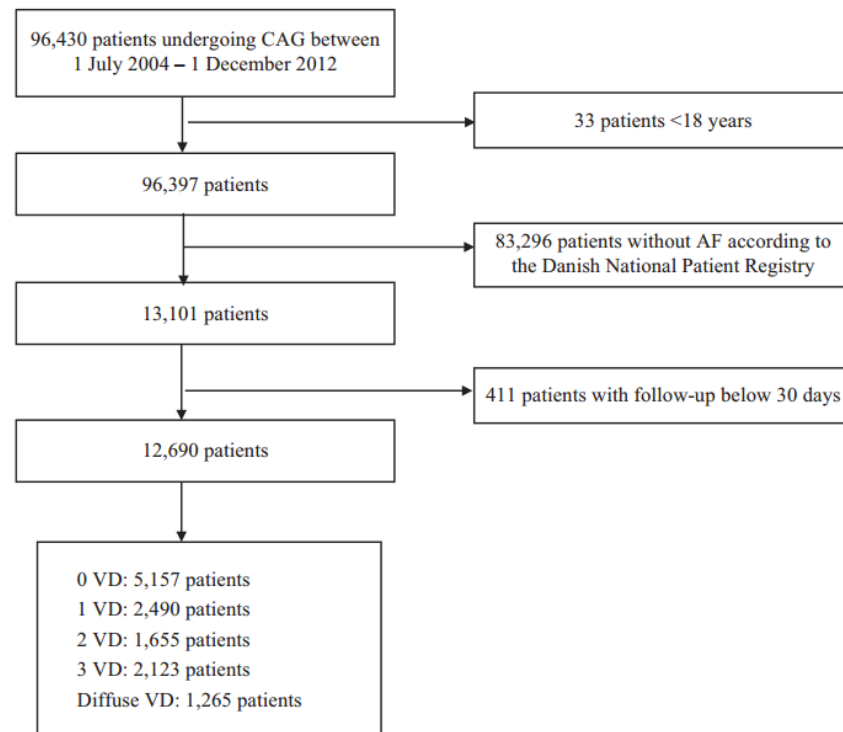 96,430 patients undergoing CAG between
1 July 2004 – 1 December 2012
33 patients <18 years
96,397 patients
83,296 patients without AF according to
the Danish National Patient Registry
13,101 patients
411 patients with follow-up below 30 days
12,690 patients
0 VD: 5,157 patients
1 VD: 2,490 patients
2 VD: 1,655 patients
3 VD: 2,123 patients
Diffuse VD: 1,265 patients